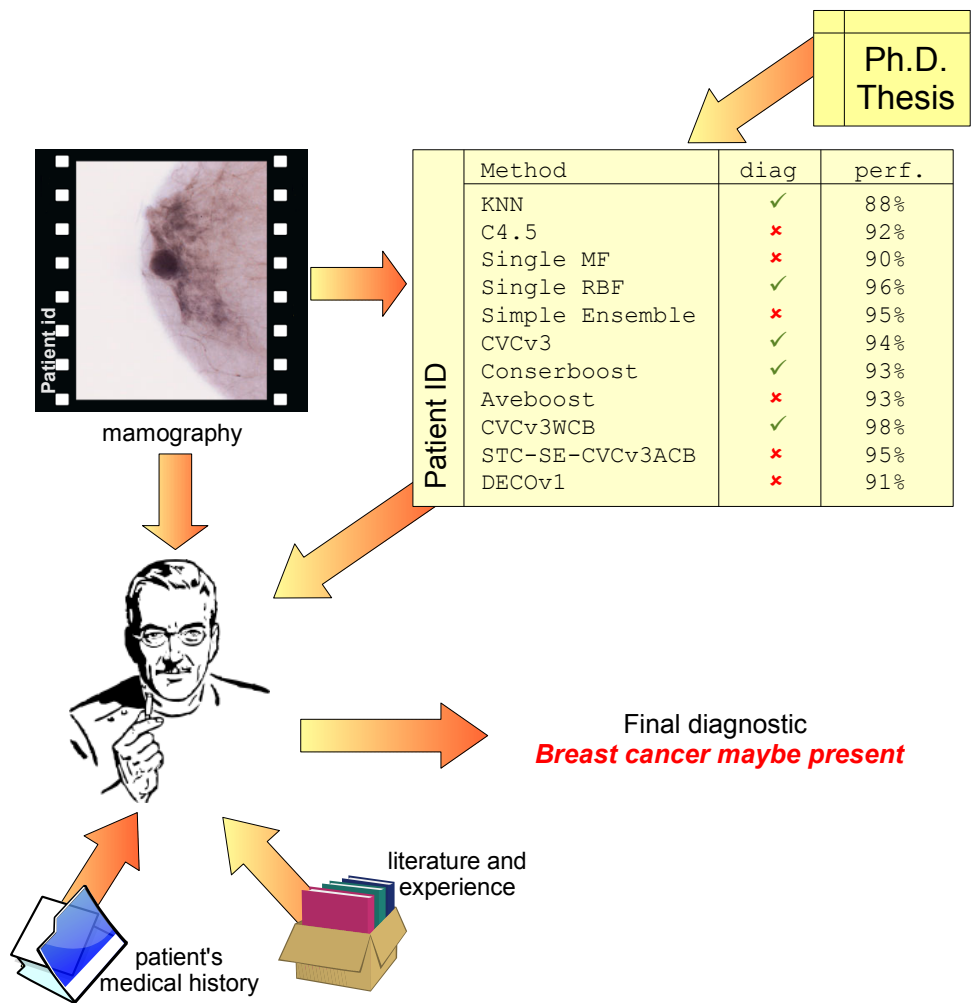 Ph.D.
Thesis
Patient id
mamography
Patient ID
Method diag perf.
KNN ✓ 88%
C4.5 ✗ 92%
Single MF ✗ 90%
Single RBF ✓ 96%
Simple Ensemble ✗ 95%
CVCv3 ✓ 94%
Conserboost ✓ 93%
Aveboost ✗ 93%
CVCv3WCB ✓ 98%
STC-SE-CVCv3ACB ✗ 95%
DECOv1 ✗ 91%
Final diagnostic
Breast cancer maybe present
literature and
experience
patient's
medical history